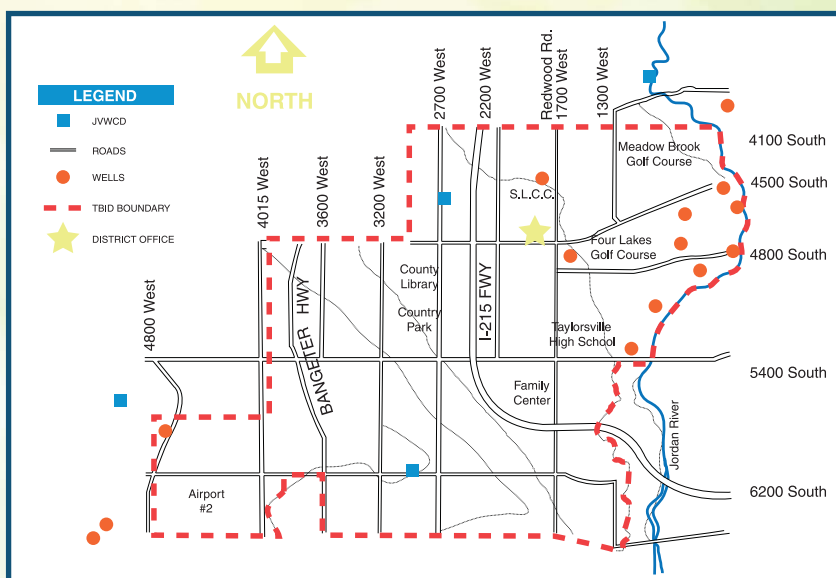 NORTH
LEGEND
JVWCD
ROADS
WELLS
TBID BOUNDARY
DISTRICT OFFICE
4800 West
4015 West
3600 West
3200 West
2700 West
2200 West
Redwood Rd.
1700 West
1300 West
4100 South
4500 South
4800 South
5400 South
6200 South
Meadow Brook
Golf Course
S.L.C.C.
Four Lakes
Golf Course
County
Library
Country
Park
I-215 FWY
BANGETER HWY
Taylorsville
High School
Family
Center
Jordan River
Airport
#2